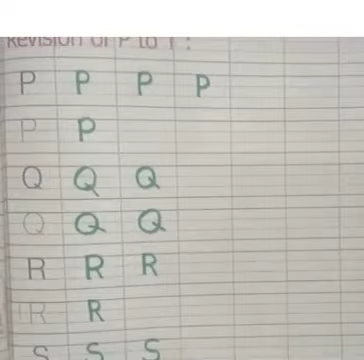 Revision of P to T :
P P P P
P P
Q Q Q
Q Q Q
R R R
R R
S S S